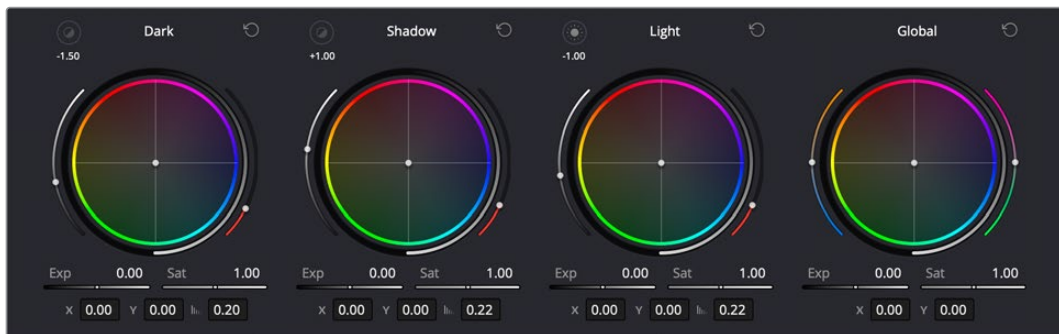 Dark Shadow Light Global
-1.50 +1.00 -1.00
Exp 0.00 Sat 1.00 Exp 0.00 Sat 1.00 Exp 0.00 Sat 1.00 Exp 0.00 Sat 1.00
X 0.00 Y 0.00 0.20 X 0.00 Y 0.00 0.22 X 0.00 Y 0.00 0.22 X 0.00 Y 0.00